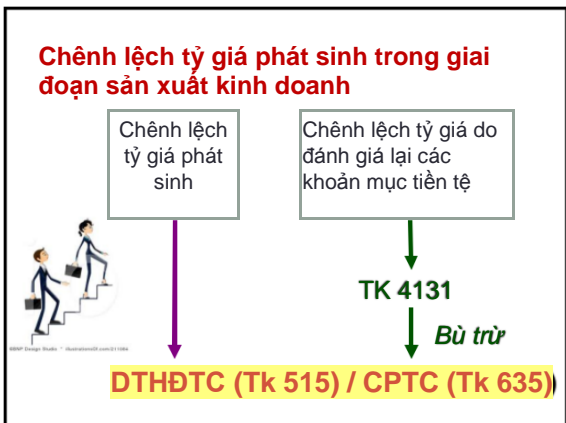 Chênh lệch tỷ giá phát sinh trong giai
đoạn sản xuất kinh doanh
Chênh lệch
tỷ giá phát
sinh
Chênh lệch tỷ giá do
đánh giá lại các
khoản mục tiền tệ
TK 4131
Bù trừ
DTHĐTC (Tk 515) / CPTC (Tk 635)